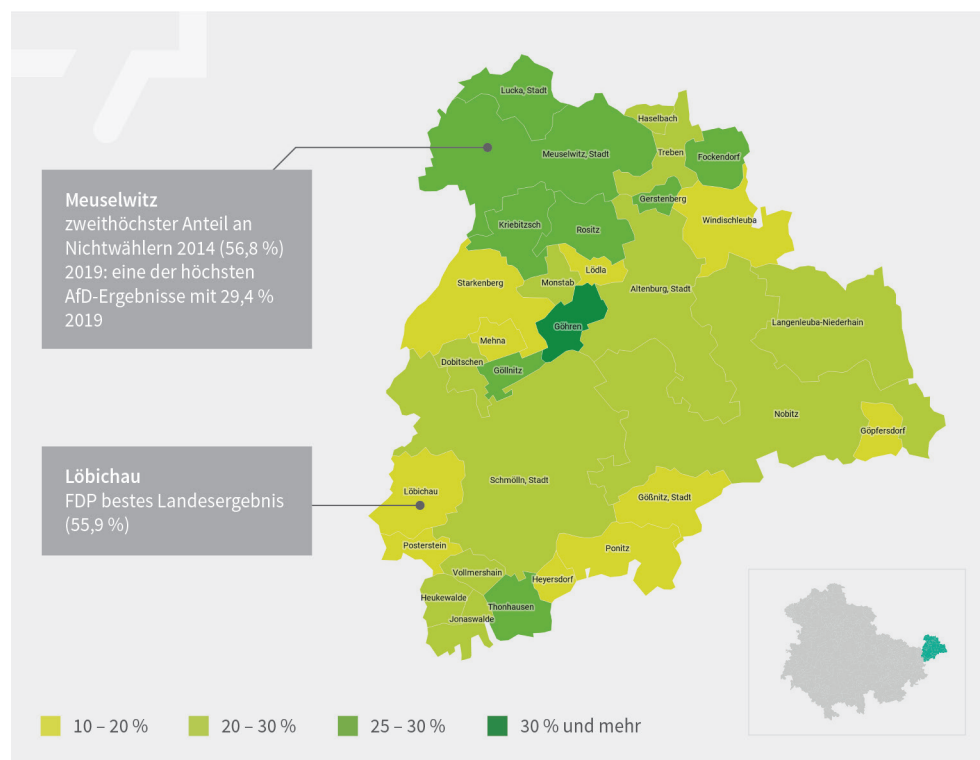 Lucka, Stadt
Haselbach
Meuselwitz, Stadt
Treben
Fockendorf
Meuselwitz
zweithöchster Anteil an
Nichtwählern 2014 (56,8 %)
2019: eine der höchsten
AfD-Ergebnisse mit 29,4 %
2019
Gerstenberg
Windischleuba
Kriebitzsch
Rositz
Lödla
Starkenberg
Monstab
Altenburg, Stadt
Langenleuba-Niederhain
Göhren
Mehna
Dobitschen
Göllnitz
Nobitz
Göpfersdorf
Löbichau
FDP bestes Landesergebnis
(55,9 %)
Löbichau
Schmölln, Stadt
Gößnitz, Stadt
Posterstein
Ponitz
Vollmershain
Heyersdorf
Heukewalde
Thonhausen
Jonaswalde
10 – 20 %
20 – 30 %
25 – 30 %
30 % und mehr